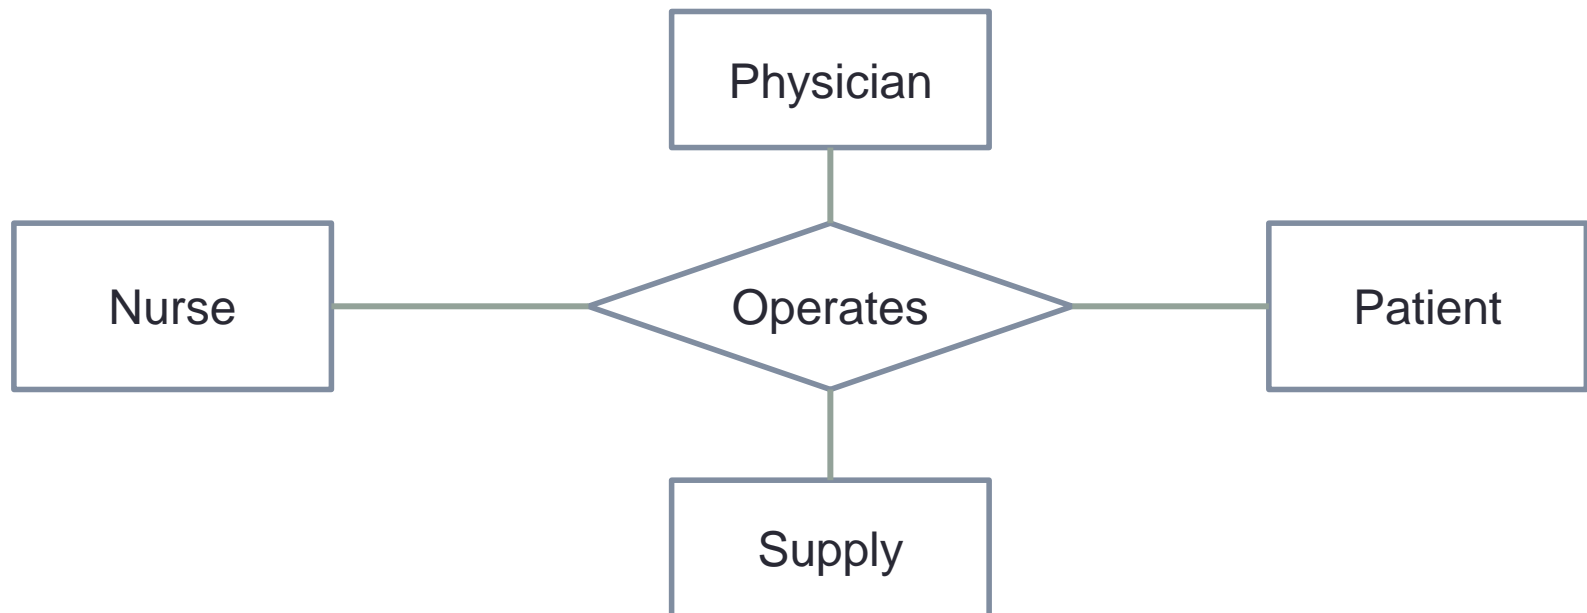 Physician
Nurse
Operates
Patient
Supply